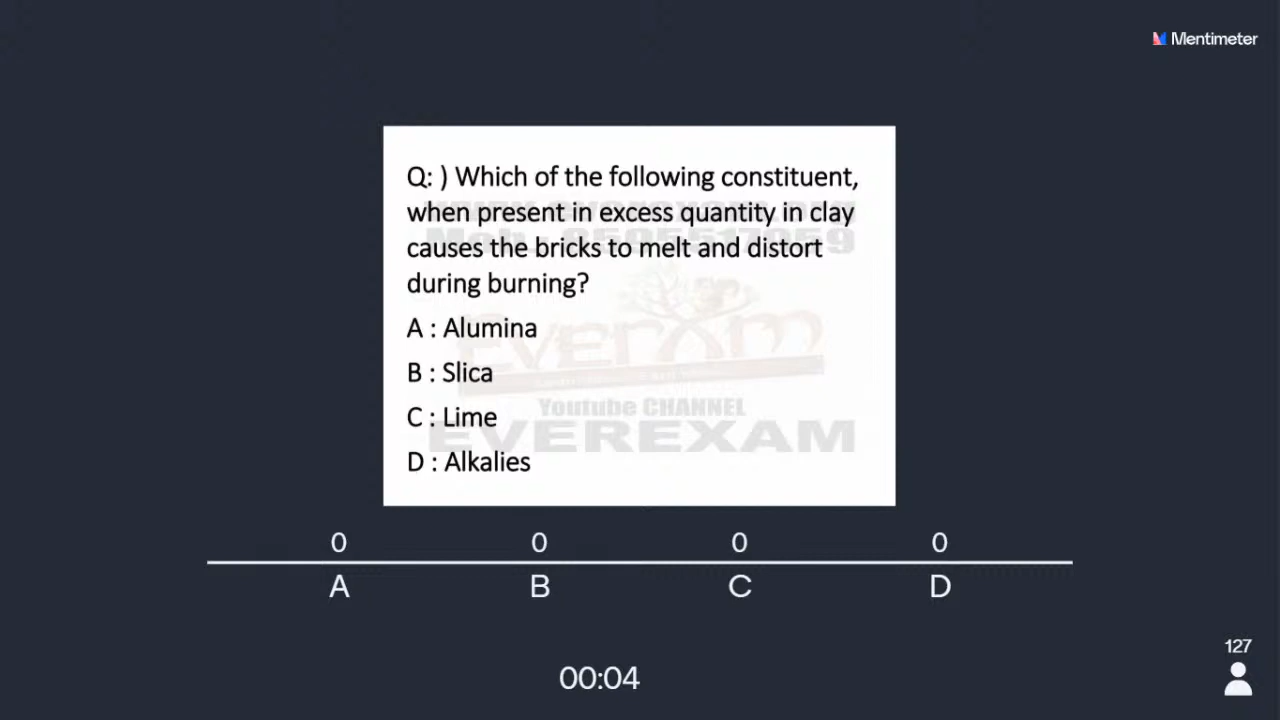 Mentimeter
Q: ) Which of the following constituent,
when present in excess quantity in clay
causes the bricks to melt and distort
during burning?
A : Alumina
B : Slica
C : Lime
D : Alkalies
Youtube CHANNEL
EVEREXAM
0 0 0 0
A B C D
00:04
127